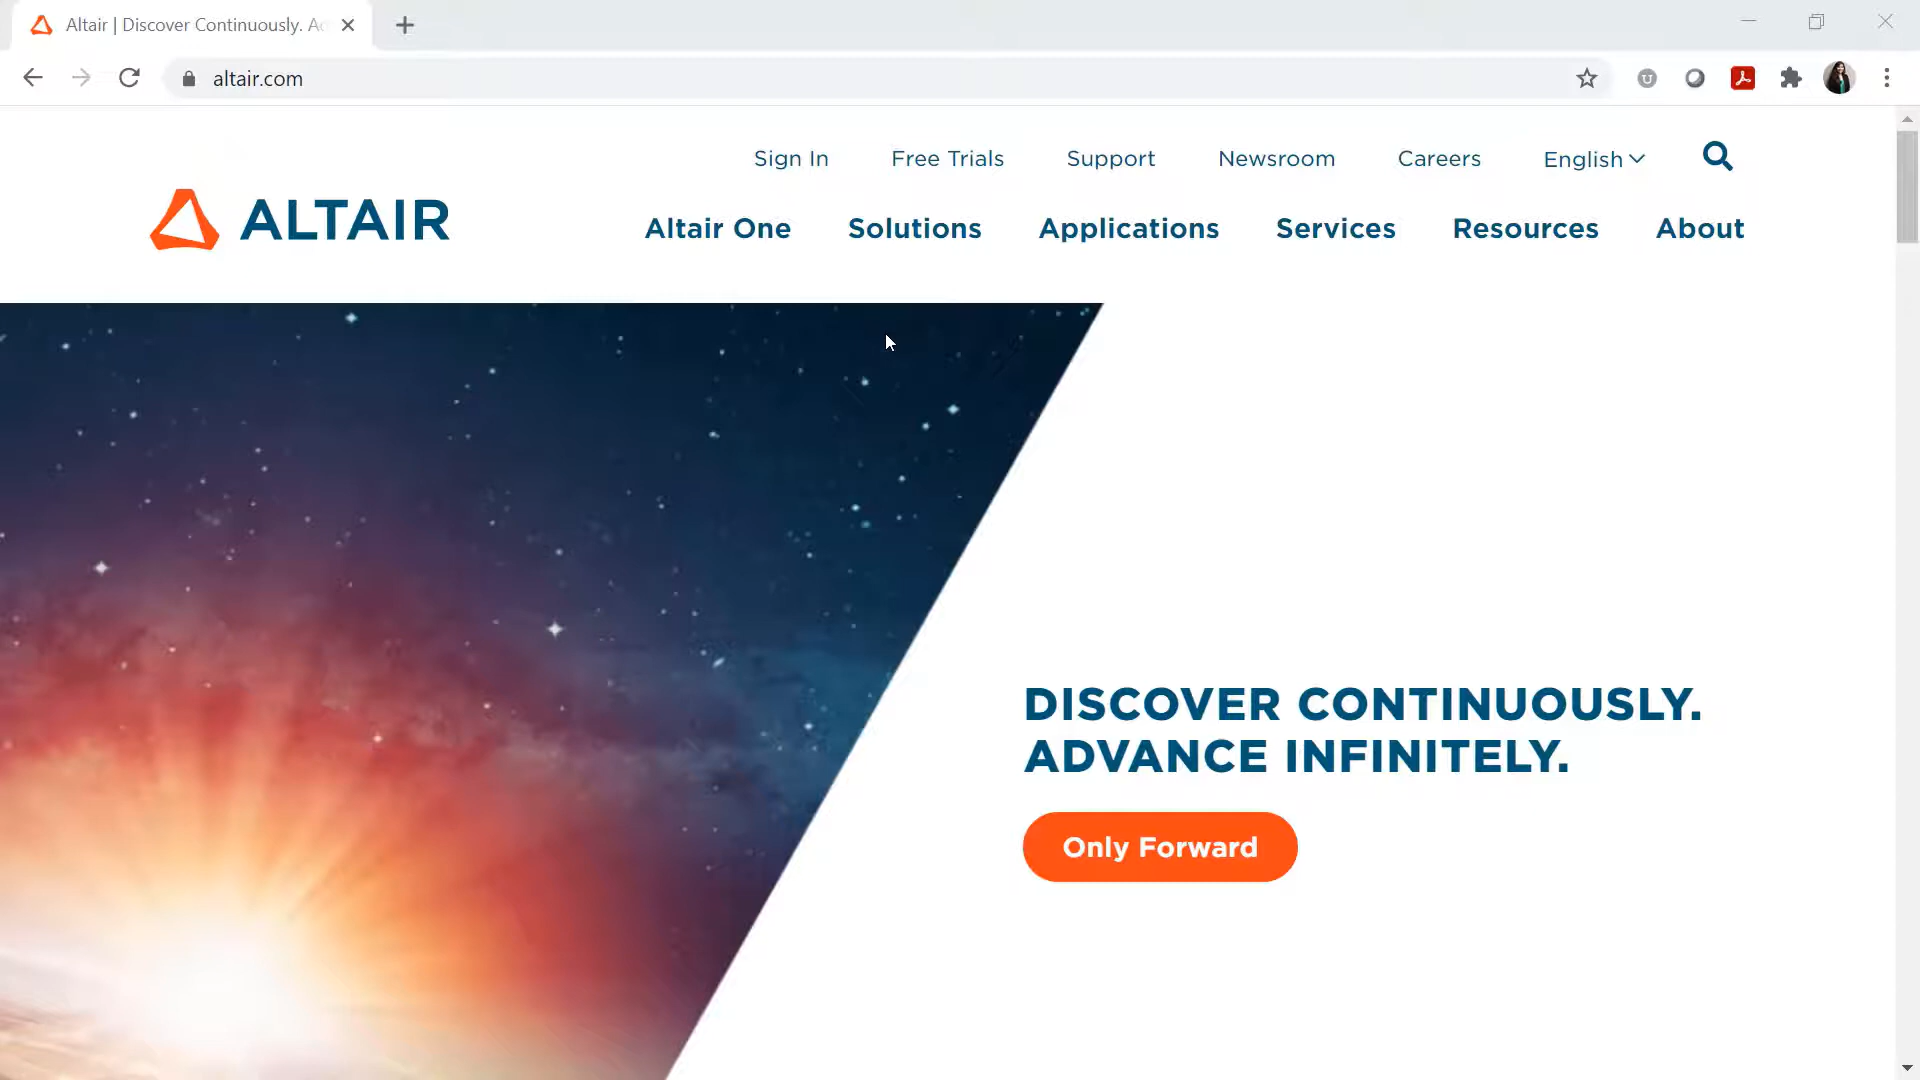 Altair | Discover Continuously.
altair.com
Sign In Free Trials Support Newsroom Careers English
ALTAIR
Altair One Solutions Applications Services Resources About
DISCOVER CONTINUOUSLY.
ADVANCE INFINITELY.
Only Forward